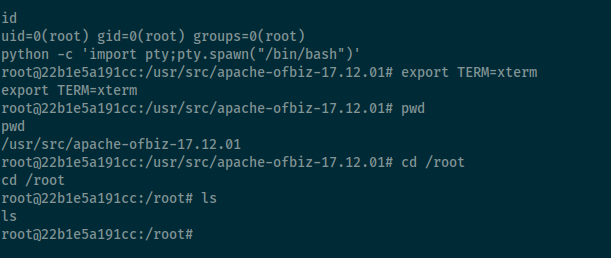 id
uid=0(root) gid=0(root) groups=0(root)
python -c 'import pty;pty.spawn("/bin/bash")'
root@22b1e5a191cc:/usr/src/apache-ofbiz-17.12.01# export TERM=xterm
export TERM=xterm
root@22b1e5a191cc:/usr/src/apache-ofbiz-17.12.01# pwd
pwd
/usr/src/apache-ofbiz-17.12.01
root@22b1e5a191cc:/usr/src/apache-ofbiz-17.12.01# cd /root
cd /root
root@22b1e5a191cc:/root# ls
ls
root@22b1e5a191cc:/root#